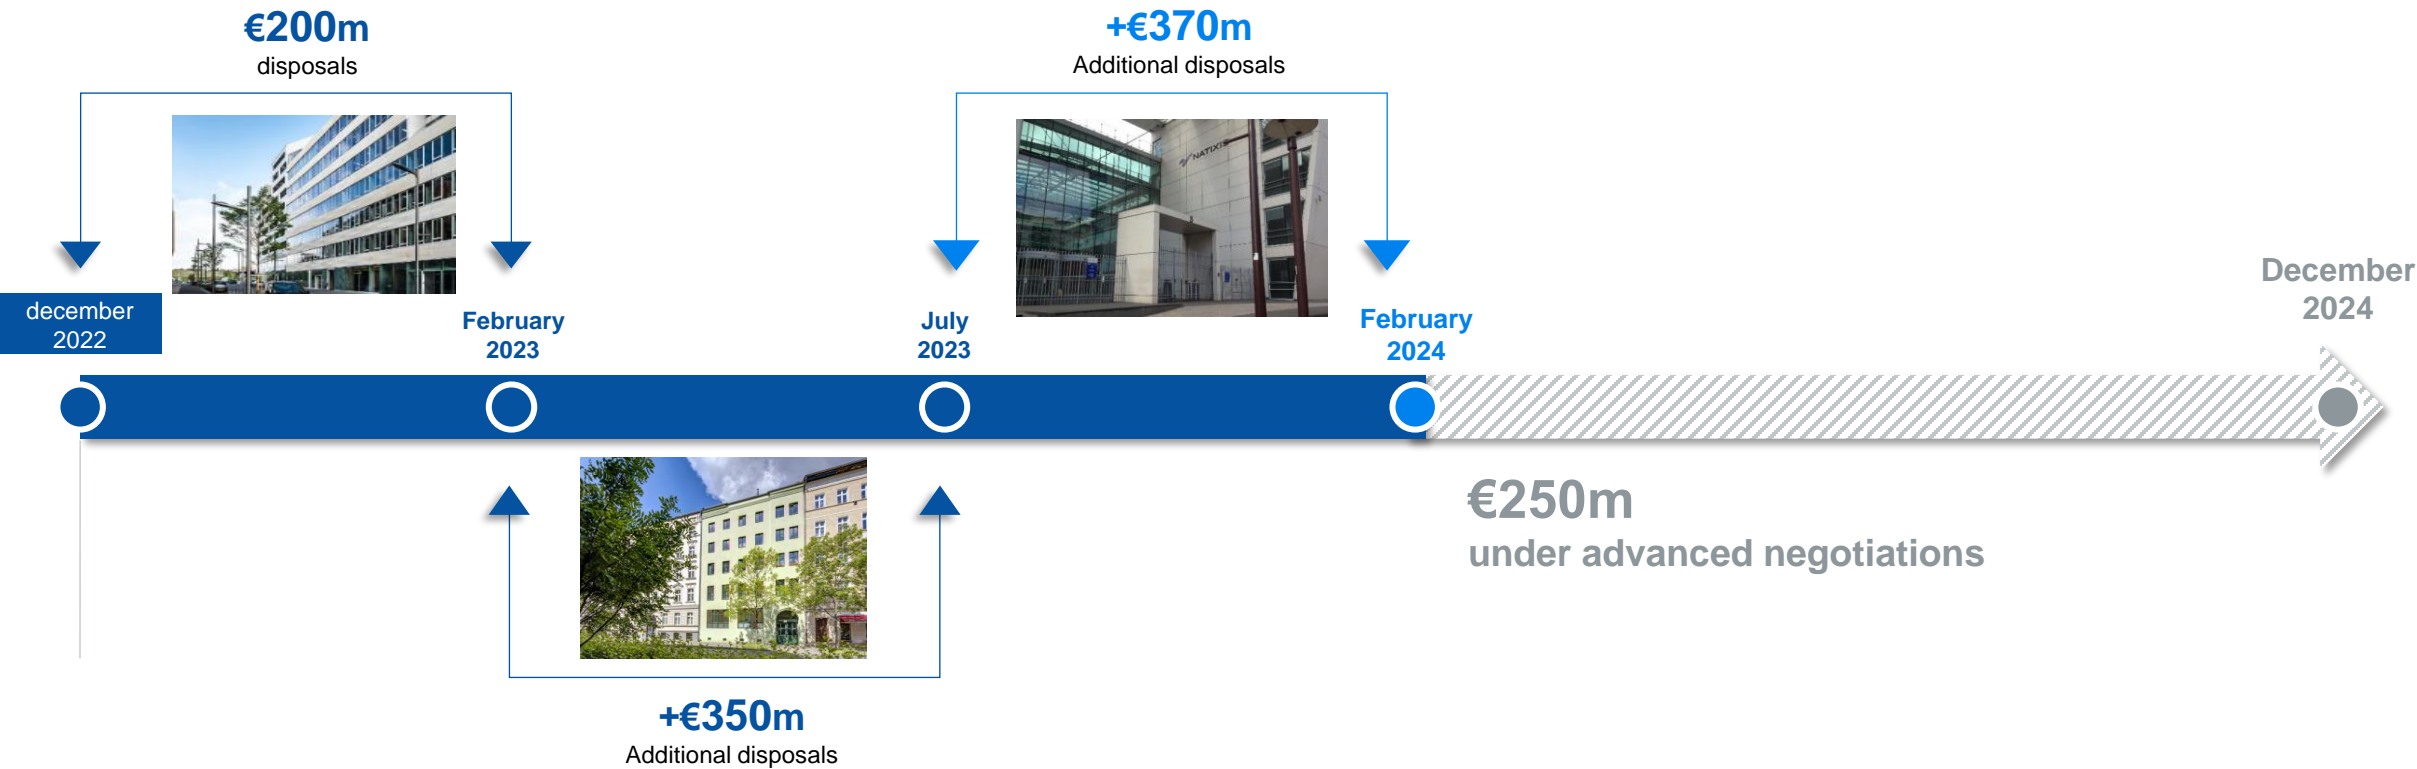 €200m
disposals
+€370m
Additional disposals
NATIXIS
december
2022
February
2023
July
2023
February
2024
December
2024
€250m
under advanced negotiations
+€350m
Additional disposals